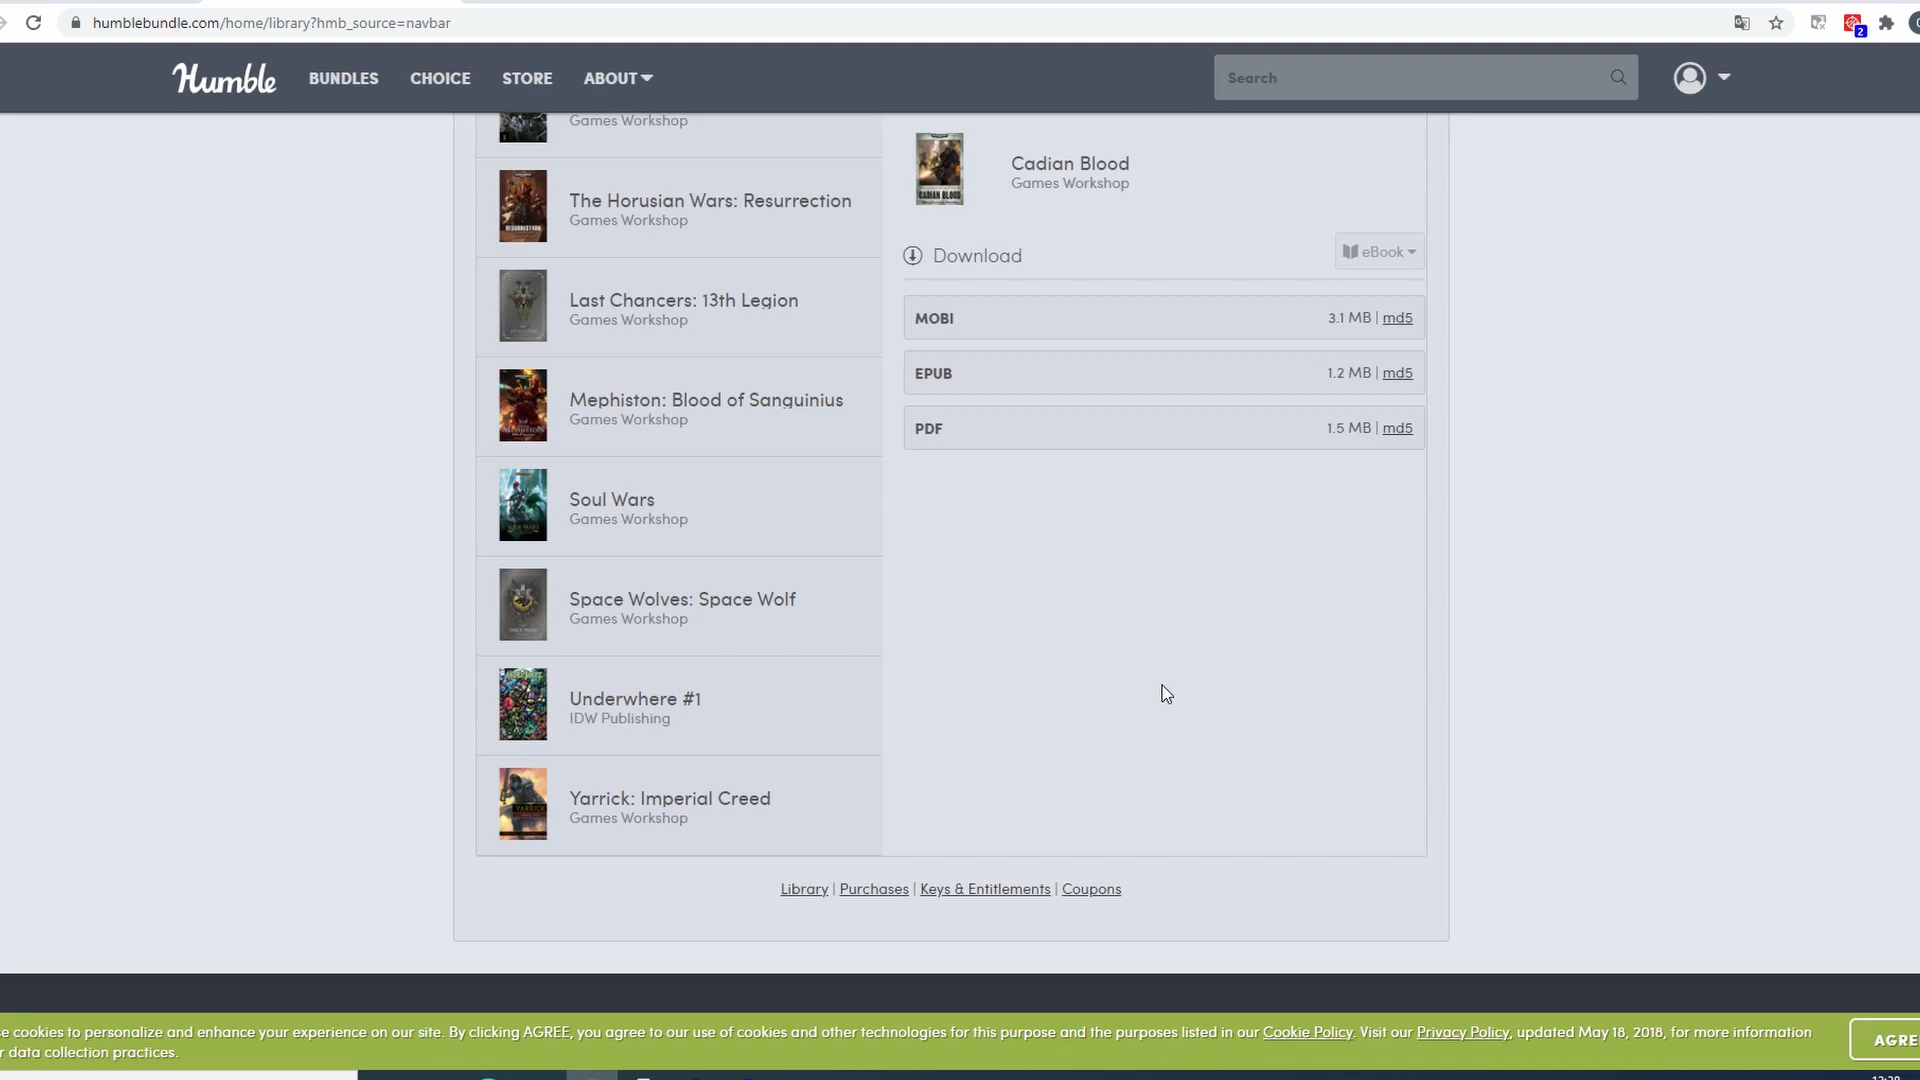 humblebundle.com/home/library?hmb_source=navbar
2
Humble BUNDLES CHOICE STORE ABOUT Search
Games Workshop
The Horusian Wars: Resurrection
Games Workshop
Last Chancers: 13th Legion
Games Workshop
Mephiston: Blood of Sanguinius
Games Workshop
Soul Wars
Games Workshop
Space Wolves: Space Wolf
Games Workshop
Underwhere #1
IDW Publishing
Yarrick: Imperial Creed
Games Workshop
CADIAN BLOOD
Cadian Blood
Games Workshop
Download eBook
MOBI 3.1 MB | md5
EPUB 1.2 MB | md5
PDF 1.5 MB | md5
Library | Purchases | Keys & Entitlements | Coupons
se cookies to personalize and enhance your experience on our site. By clicking AGREE, you agree to our use of cookies and other technologies for this purpose and the purposes listed in our Cookie Policy. Visit our Privacy Policy, updated May 18, 2018, for more information
r data collection practices.
AGRE